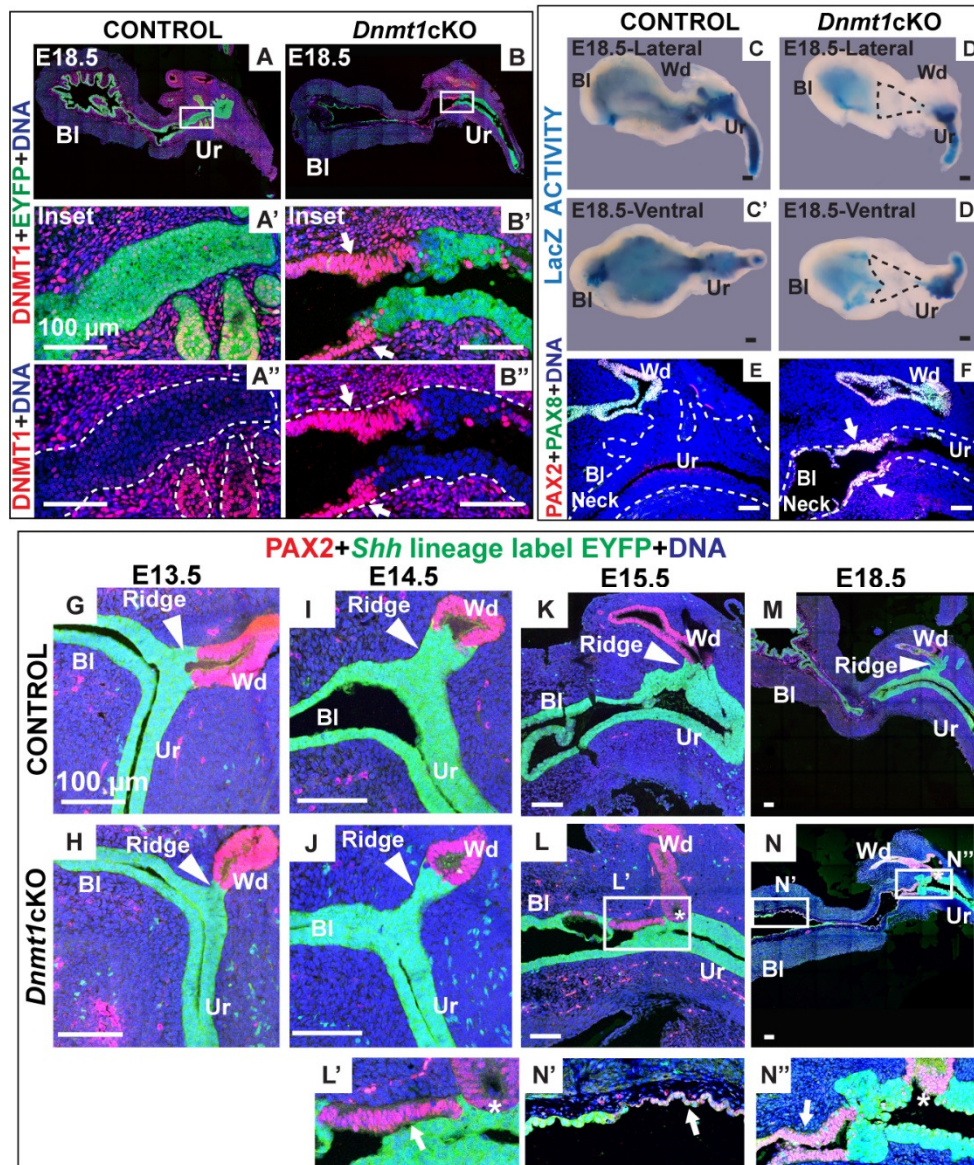 CONTROL
Dnmt1cKO
DNMT1+EYFP+DNA
E18.5
A
Bl
Ur
E18.5
B
Bl
Ur
Inset
A'
100 µm
Inset
B'
DNMT1+DNA
A"
B"
CONTROL
Dnmt1cKO
LacZ ACTIVITY
E18.5-Lateral
C
Wd
Bl
Ur
E18.5-Lateral
D
Wd
Bl
Ur
E18.5-Ventral
C'
Bl
Ur
E18.5-Ventral
D
Bl
Ur
PAX2+PAX8+DNA
Wd
E
Bl
Neck
Ur
Wd
F
Ur
Bl
Neck
PAX2+Shh lineage label EYFP+DNA
E13.5
E14.5
E15.5
E18.5
CONTROL
G
Ridge
Bl
Wd
Ur
100 µm
I
Ridge
Wd
Bl
Ur
K
Wd
Ridge
Bl
Ur
M
Wd
Ridge
Bl
Ur
Dnmt1cKO
H
Ridge
Bl
Wd
Ur
J
Ridge
Wd
Bl
Ur
L
Wd
L'
Bl
*
Ur
N
Wd
N"
*
N'
Ur
Bl
L'
*
N'
N"
*